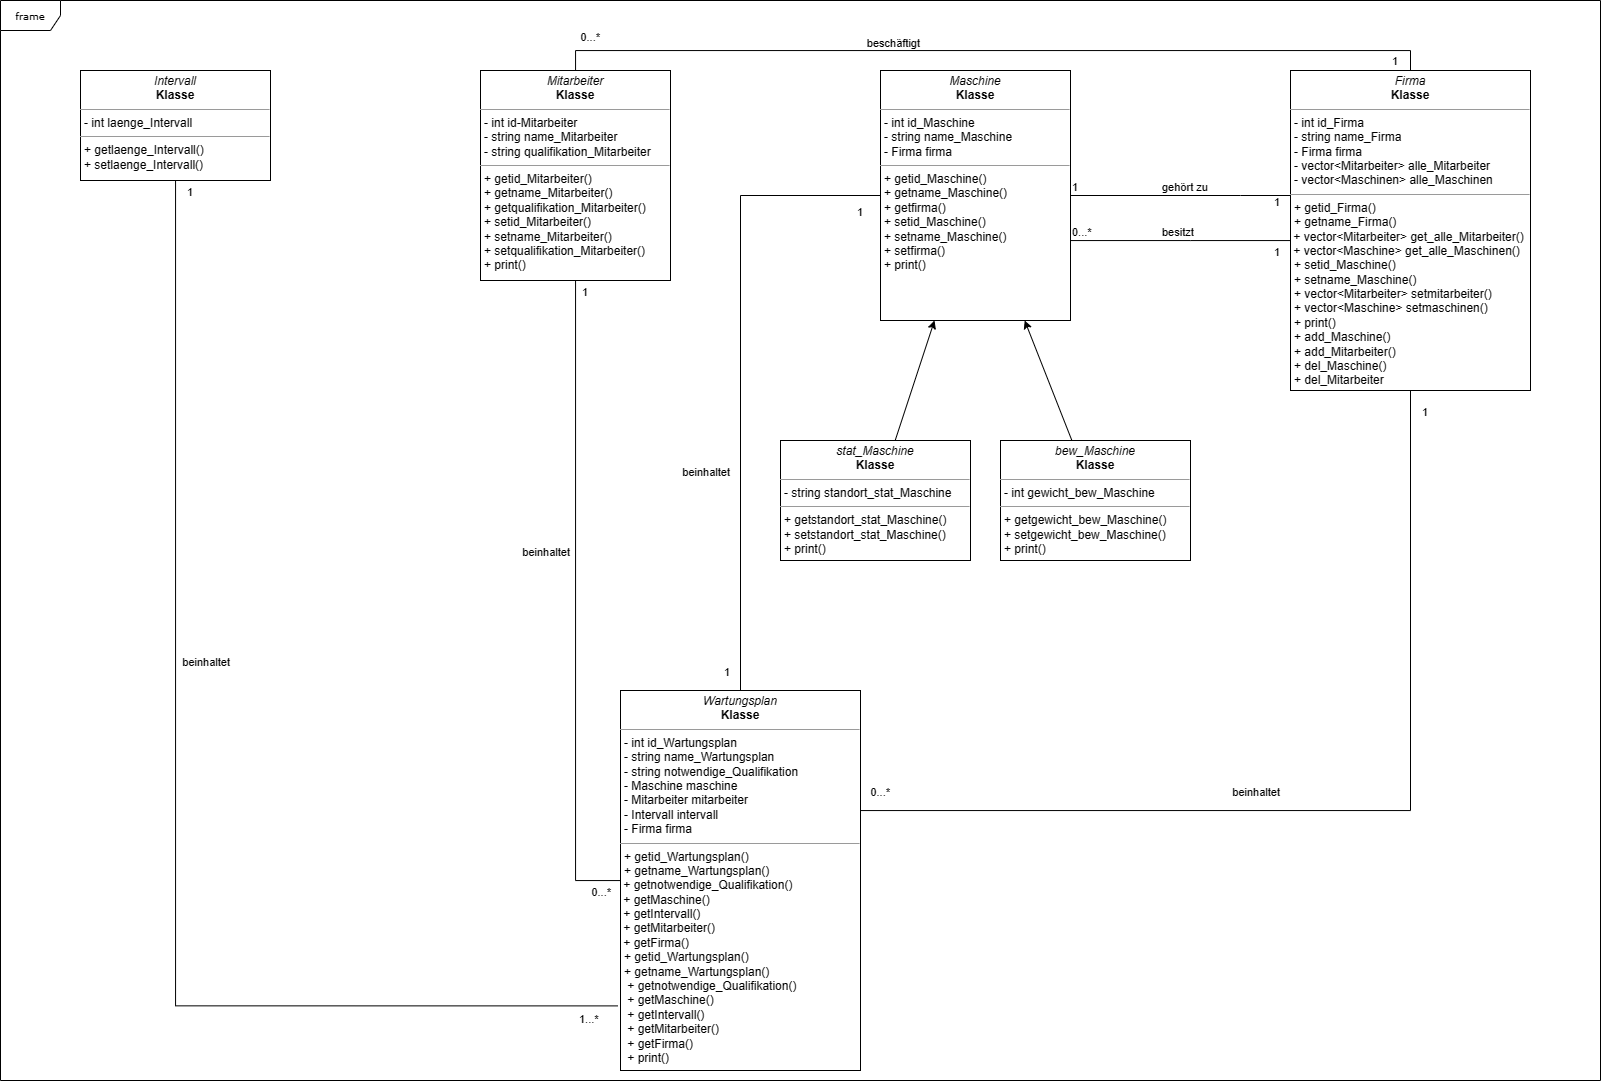 frame
0...*
beschäftigt
1
Intervall
Klasse
- int laenge_Intervall
+ getlaenge_Intervall()
+ setlaenge_Intervall()
1
Mitarbeiter
Klasse
- int id-Mitarbeiter
- string name_Mitarbeiter
- string qualifikation_Mitarbeiter
+ getid_Mitarbeiter()
+ getname_Mitarbeiter()
+ getqualifikation_Mitarbeiter()
+ setid_Mitarbeiter()
+ setname_Mitarbeiter()
+ setqualifikation_Mitarbeiter()
+ print()
1
Maschine
Klasse
- int id_Maschine
- string name_Maschine
- Firma firma
+ getid_Maschine()
+ getname_Maschine()
+ getfirma()
+ setid_Maschine()
+ setname_Maschine()
+ setfirma()
+ print()
1
1
gehört zu
1
0...*
besitzt
1
Firma
Klasse
- int id_Firma
- string name_Firma
- Firma firma
- vector<Mitarbeiter> alle_Mitarbeiter
- vector<Maschinen> alle_Maschinen
+ getid_Firma()
+ getname_Firma()
+ vector<Mitarbeiter> get_alle_Mitarbeiter()
+ vector<Maschine> get_alle_Maschinen()
+ setid_Maschine()
+ setname_Maschine()
+ vector<Mitarbeiter> setmitarbeiter()
+ vector<Maschine> setmaschinen()
+ print()
+ add_Maschine()
+ add_Mitarbeiter()
+ del_Maschine()
+ del_Mitarbeiter
1
stat_Maschine
Klasse
- string standort_stat_Maschine
+ getstandort_stat_Maschine()
+ setstandort_stat_Maschine()
+ print()
bew_Maschine
Klasse
- int gewicht_bew_Maschine
+ getgewicht_bew_Maschine()
+ setgewicht_bew_Maschine()
+ print()
beinhaltet
beinhaltet
beinhaltet
1
Wartungsplan
Klasse
- int id_Wartungsplan
- string name_Wartungsplan
- string notwendige_Qualifikation
- Maschine maschine
- Mitarbeiter mitarbeiter
- Intervall intervall
- Firma firma
+ getid_Wartungsplan()
+ getname_Wartungsplan()
+ getnotwendige_Qualifikation()
+ getMaschine()
+ getIntervall()
+ getMitarbeiter()
+ getFirma()
+ getid_Wartungsplan()
+ getname_Wartungsplan()
+ getnotwendige_Qualifikation()
+ getMaschine()
+ getIntervall()
+ getMitarbeiter()
+ getFirma()
+ print()
0...*
beinhaltet
0...*
1...*